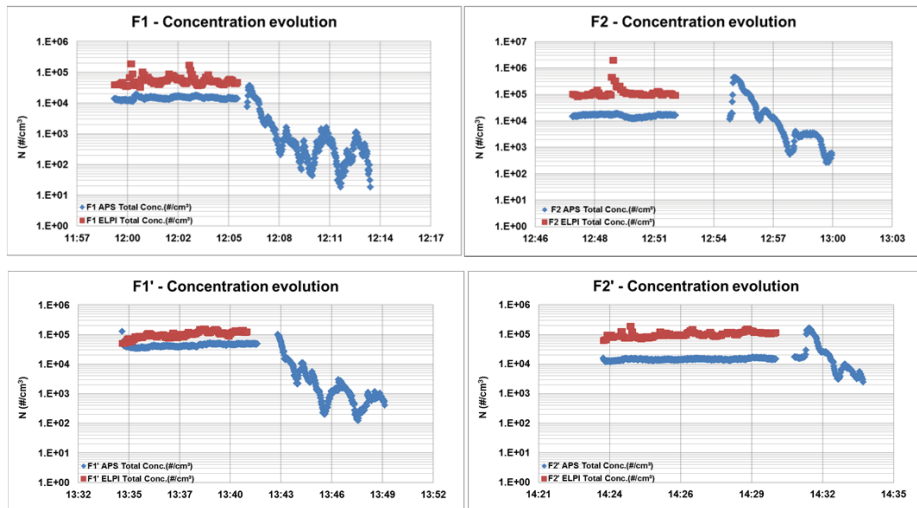 F1 - Concentration evolution
1.E+06
1.E+05
1.E+04
1.E+03
1.E+02
1.E+01
1.E+00
N (#/cm³)
F1 APS Total Conc.(#/cm³)
F1 ELPI Total Conc.(#/cm³)
11:57 12:00 12:02 12:05 12:08 12:11 12:14 12:17
F2 - Concentration evolution
1.E+07
1.E+06
1.E+05
1.E+04
1.E+03
1.E+02
1.E+01
1.E+00
N (#/cm³)
F2 APS Total Conc.(#/cm³)
F2 ELPI Total Conc.(#/cm³)
12:46 12:48 12:51 12:54 12:57 13:00 13:03
F1' - Concentration evolution
1.E+06
1.E+05
1.E+04
1.E+03
1.E+02
1.E+01
1.E+00
N (#/cm³)
F1' APS Total Conc.(#/cm³)
F1' ELPI Total Conc.(#/cm³)
13:32 13:35 13:37 13:40 13:43 13:46 13:49 13:52
F2' - Concentration evolution
1.E+06
1.E+05
1.E+04
1.E+03
1.E+02
1.E+01
1.E+00
N (#/cm³)
F2' APS Total Conc.(#/cm³)
F2' ELPI Total Conc.(#/cm³)
14:21 14:24 14:26 14:29 14:32 14:35